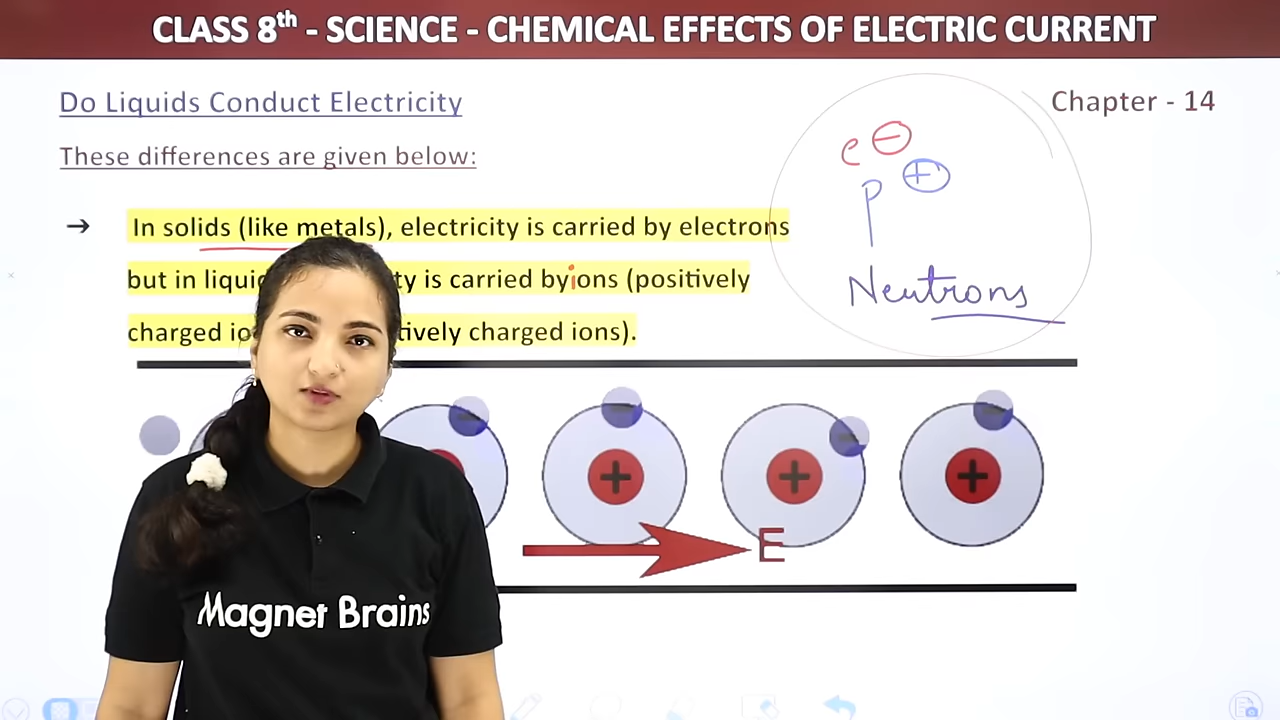 CLASS 8th - SCIENCE - CHEMICAL EFFECTS OF ELECTRIC CURRENT
Do Liquids Conduct Electricity
Chapter - 14
These differences are given below:
e ⊖
p ⊕
Neutrons
➔ In solids (like metals), electricity is carried by electrons
but in liquid ty is carried byions (positively
charged io tively charged ions).
- + - + - + -
E
Magnet Brains